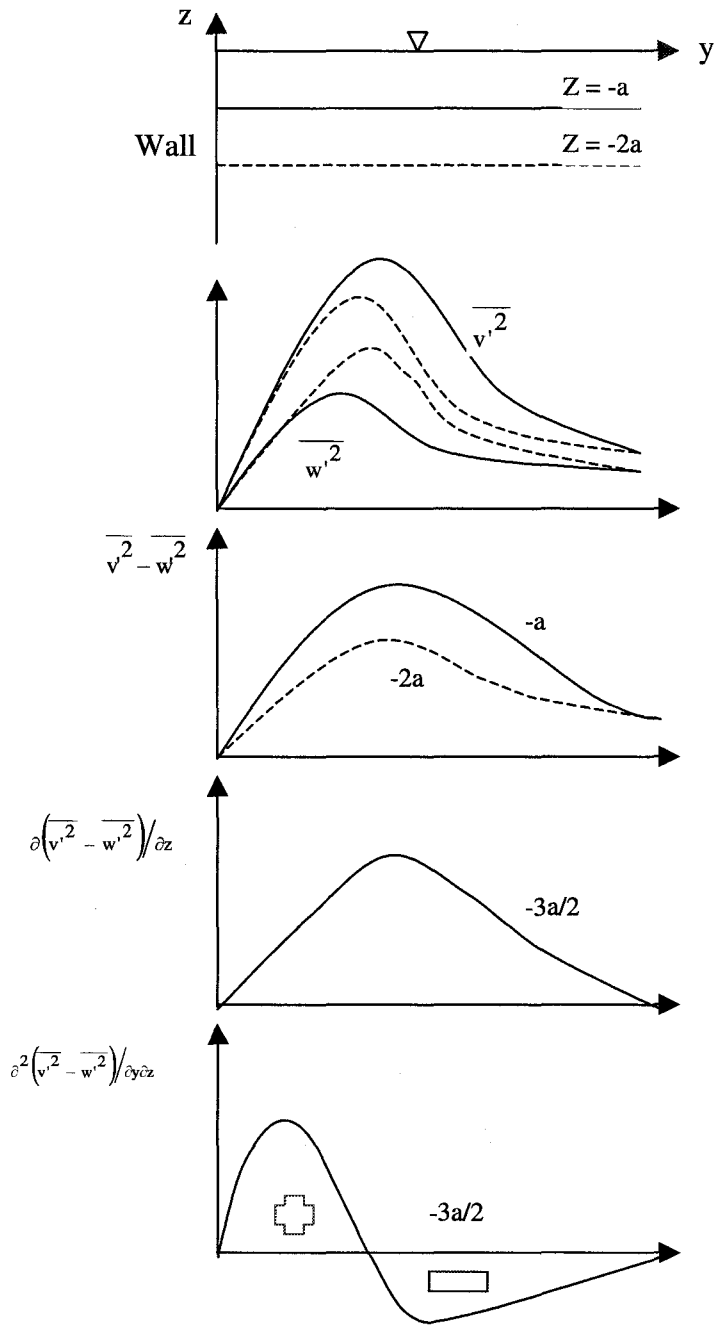 z
y
Z = -a
Wall
Z = -2a
v'²
w'²
v'² – w'²
-a
-2a
∂(v'² – w'²)/∂z
-3a/2
∂²(v'² – w'²)/∂y∂z
-3a/2